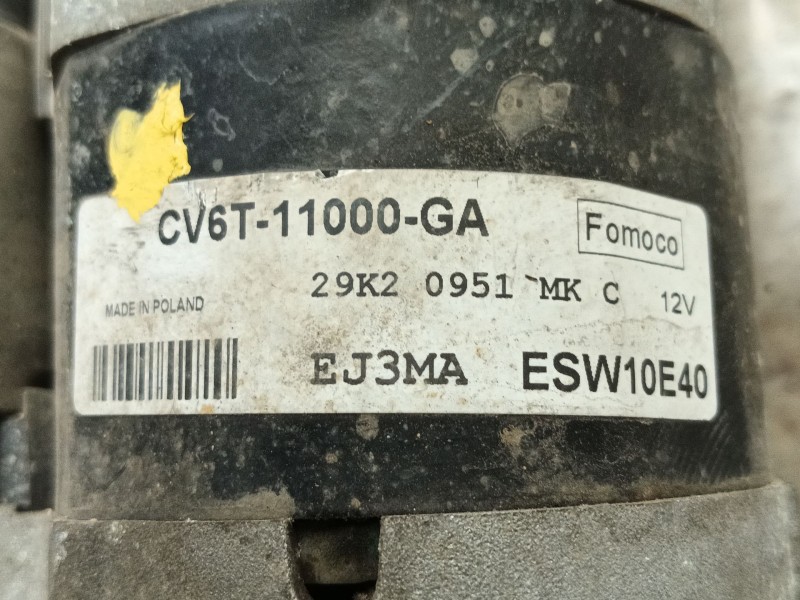 CV6T-11000-GA Fomoco
29K2 0951 MK C 12V
MADE IN POLAND
EJ3MA ESW10E40